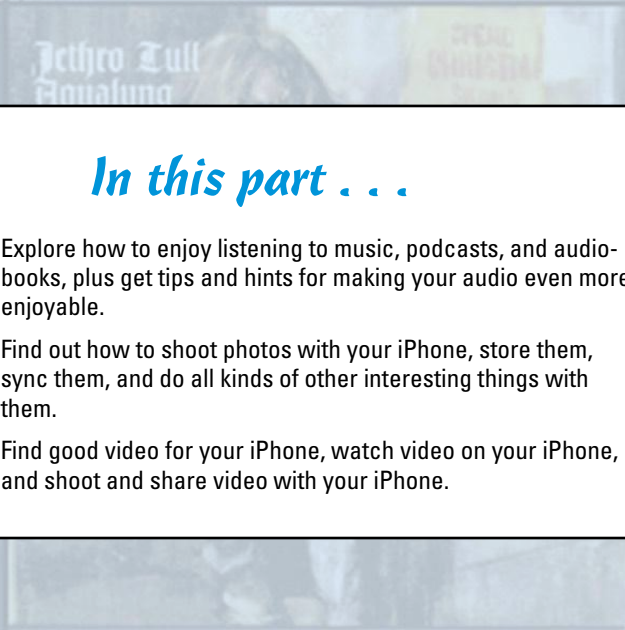 Jethro Tull
Aqualung
In this part . . .
Explore how to enjoy listening to music, podcasts, and audio-
books, plus get tips and hints for making your audio even more
enjoyable.
Find out how to shoot photos with your iPhone, store them,
sync them, and do all kinds of other interesting things with
them.
Find good video for your iPhone, watch video on your iPhone,
and shoot and share video with your iPhone.